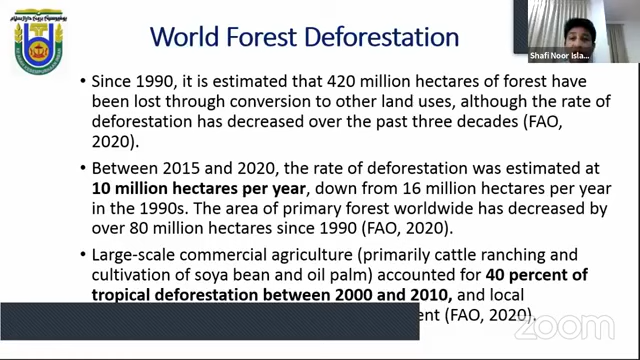 World Forest Deforestation
Shafi Noor Isla...
• Since 1990, it is estimated that 420 million hectares of forest have
been lost through conversion to other land uses, although the rate of
deforestation has decreased over the past three decades (FAO,
2020).
• Between 2015 and 2020, the rate of deforestation was estimated at
10 million hectares per year, down from 16 million hectares per year
in the 1990s. The area of primary forest worldwide has decreased by
over 80 million hectares since 1990 (FAO, 2020).
• Large-scale commercial agriculture (primarily cattle ranching and
cultivation of soya bean and oil palm) accounted for 40 percent of
tropical deforestation between 2000 and 2010, and local
ent (FAO, 2020).
zoom